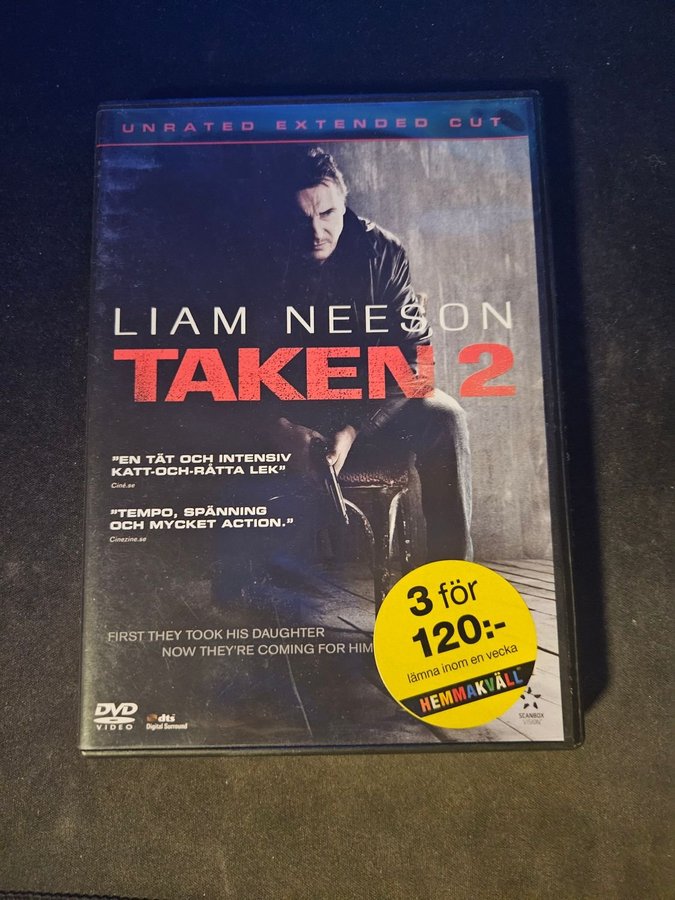 UNRATED EXTENDED CUT
LIAM NEESON
TAKEN 2
"EN TÄT OCH INTENSIV
KATT-OCH-RÅTTA LEK"
Ciné.se
"TEMPO, SPÄNNING
OCH MYCKET ACTION."
Cinezine.se
FIRST THEY TOOK HIS DAUGHTER
NOW THEY'RE COMING FOR HIM
3 för
120:-
lämna inom en vecka
HEMMAKVÄLL
DVD
VIDEO
dts
Digital Surround
SCANBOX
VISION